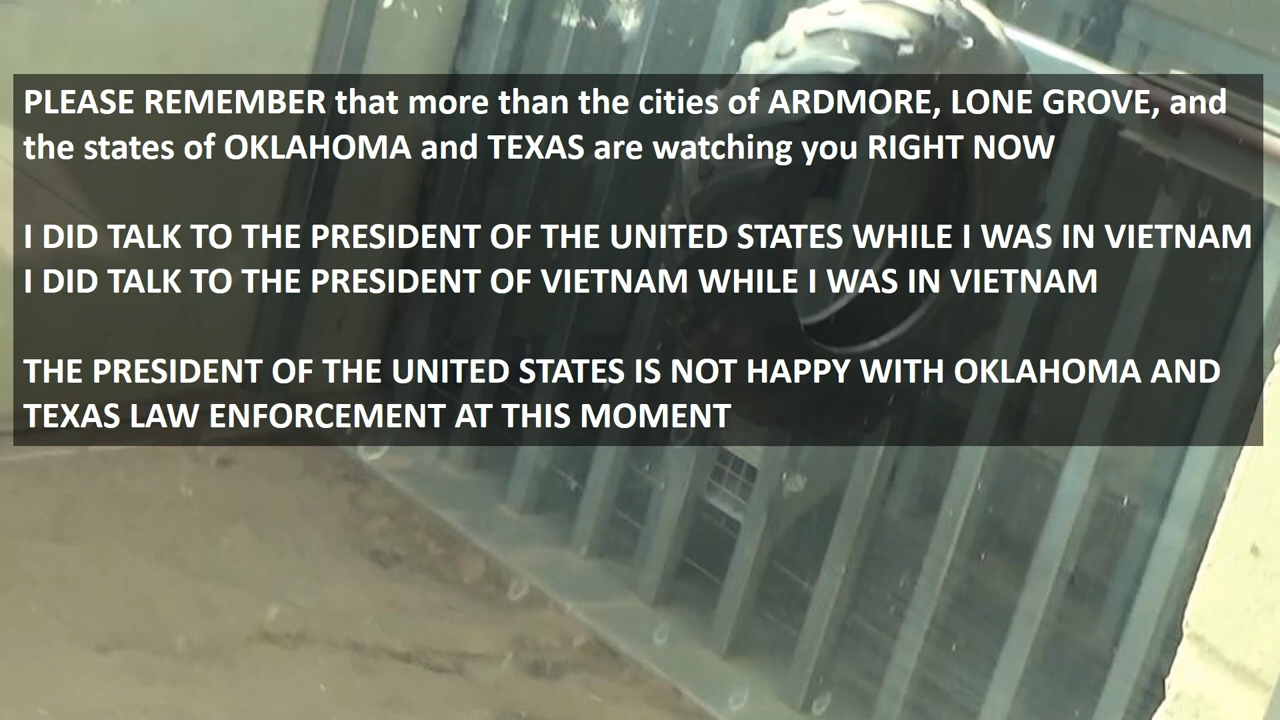 PLEASE REMEMBER that more than the cities of ARDMORE, LONE GROVE, and
the states of OKLAHOMA and TEXAS are watching you RIGHT NOW
I DID TALK TO THE PRESIDENT OF THE UNITED STATES WHILE I WAS IN VIETNAM
I DID TALK TO THE PRESIDENT OF VIETNAM WHILE I WAS IN VIETNAM
THE PRESIDENT OF THE UNITED STATES IS NOT HAPPY WITH OKLAHOMA AND
TEXAS LAW ENFORCEMENT AT THIS MOMENT